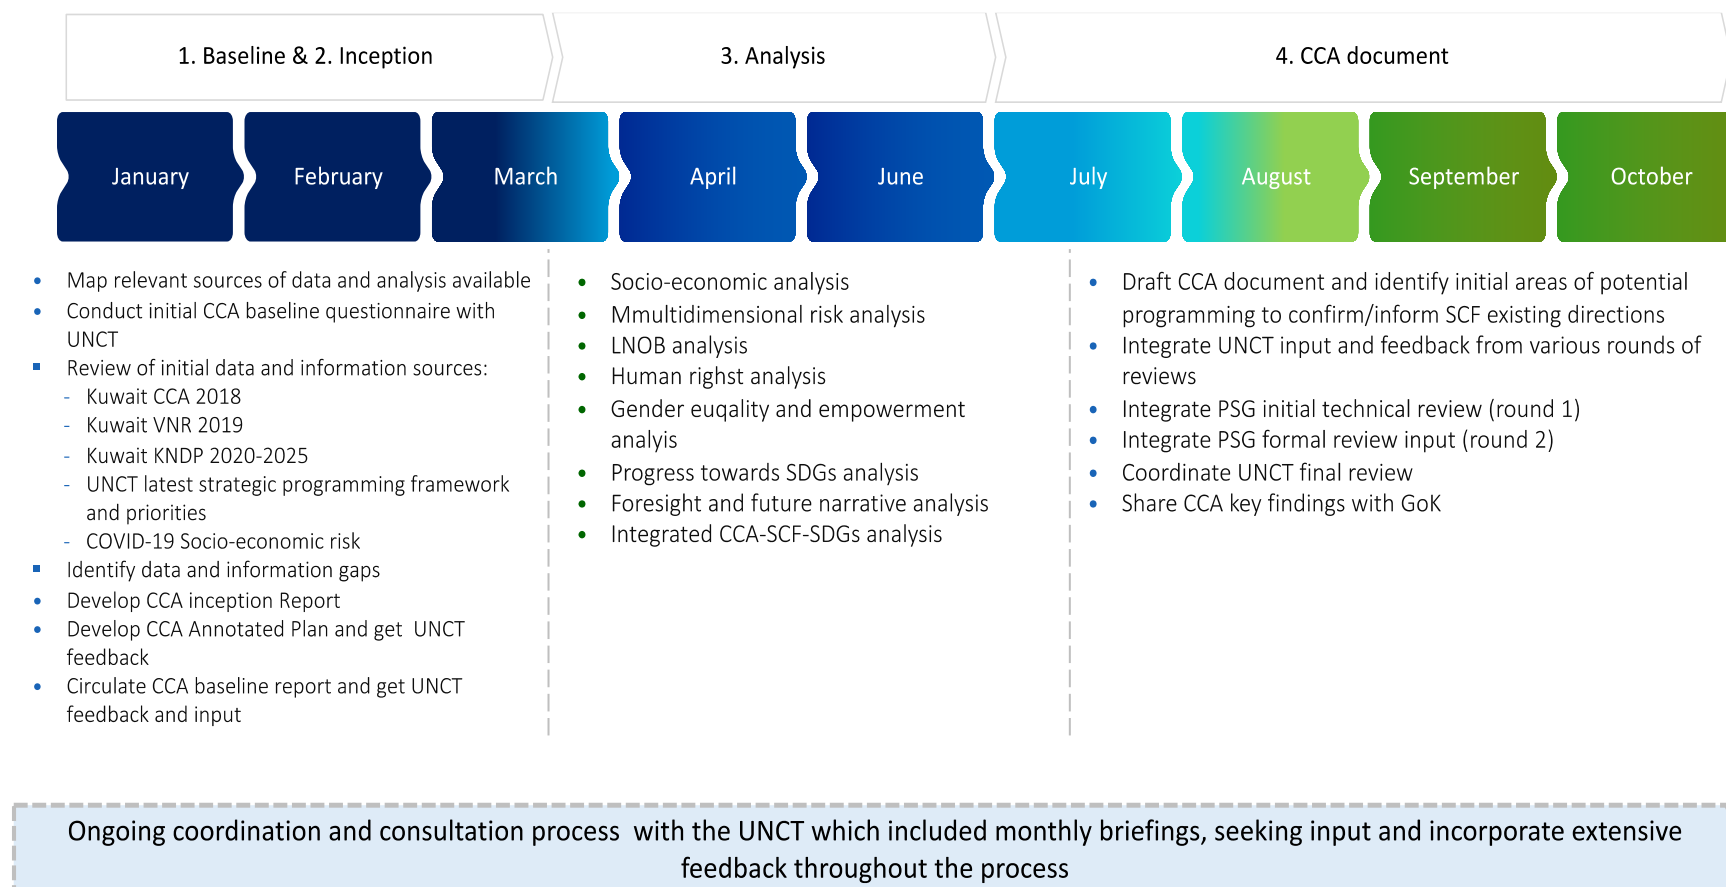 1. Baseline & 2. Inception
3. Analysis
4. CCA document
January
February
March
April
June
July
August
September
October
• Map relevant sources of data and analysis available
• Conduct initial CCA baseline questionnaire with
UNCT
▪ Review of initial data and information sources:
- Kuwait CCA 2018
- Kuwait VNR 2019
- Kuwait KNDP 2020-2025
- UNCT latest strategic programming framework
and priorities
- COVID-19 Socio-economic risk
▪ Identify data and information gaps
• Develop CCA inception Report
• Develop CCA Annotated Plan and get UNCT
feedback
• Circulate CCA baseline report and get UNCT
feedback and input
• Socio-economic analysis
• Mmultidimensional risk analysis
• LNOB analysis
• Human righst analysis
• Gender euqality and empowerment
analyis
• Progress towards SDGs analysis
• Foresight and future narrative analysis
• Integrated CCA-SCF-SDGs analysis
• Draft CCA document and identify initial areas of potential
programming to confirm/inform SCF existing directions
• Integrate UNCT input and feedback from various rounds of
reviews
• Integrate PSG initial technical review (round 1)
• Integrate PSG formal review input (round 2)
• Coordinate UNCT final review
• Share CCA key findings with GoK
Ongoing coordination and consultation process with the UNCT which included monthly briefings, seeking input and incorporate extensive
feedback throughout the process